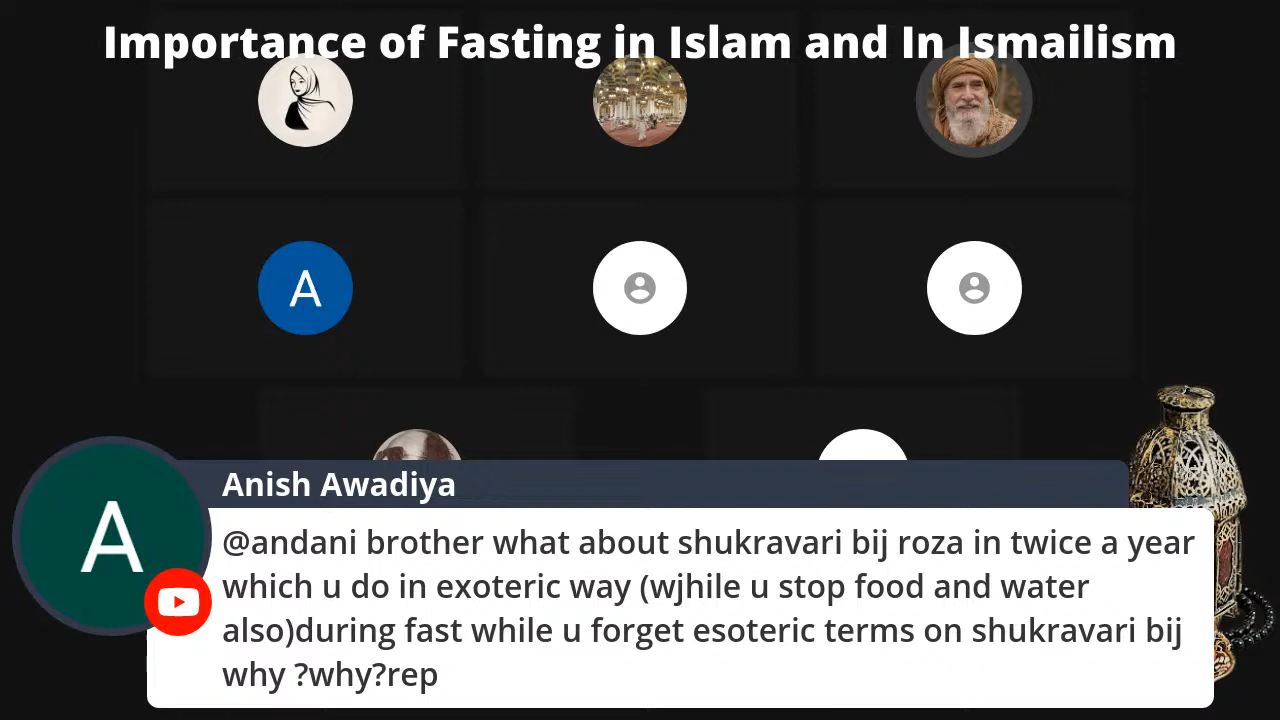 Importance of Fasting in Islam and In Ismailism
A
A
Anish Awadiya
@andani brother what about shukravari bij roza in twice a year
which u do in exoteric way (wjhile u stop food and water
also)during fast while u forget esoteric terms on shukravari bij
why ?why?rep